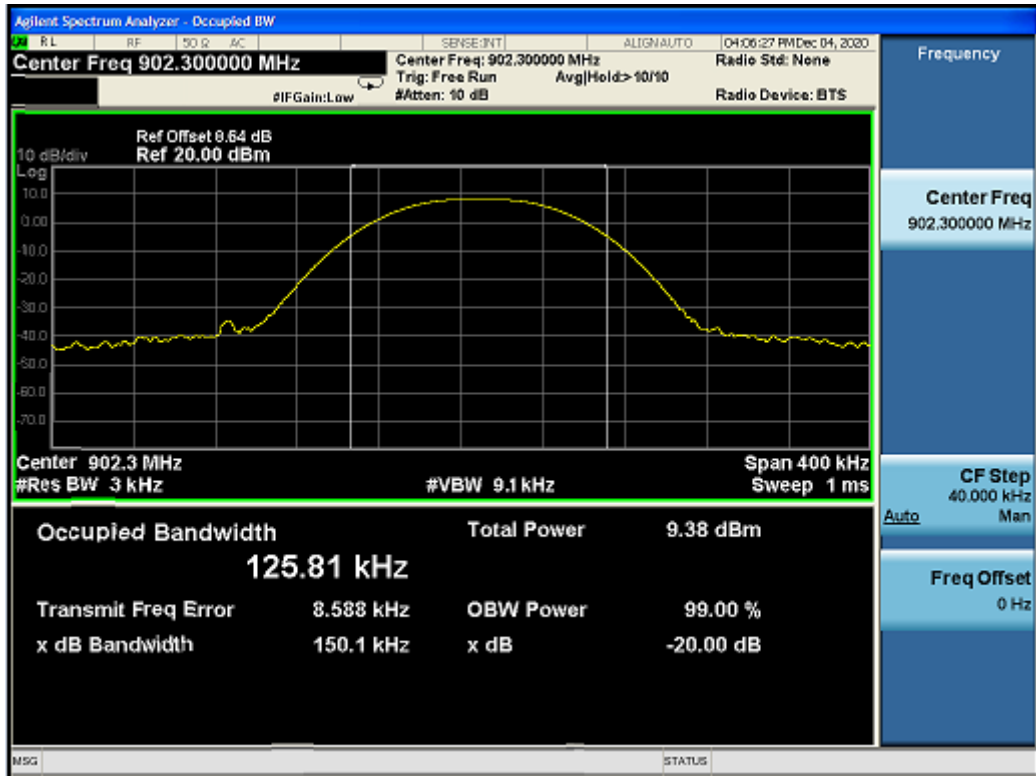 Agilent Spectrum Analyzer - Occupied BW
RL RF 50 Ω AC SENSE:INT ALIGNAUTO 04:06:27 PMDec 04, 2020
Center Freq 902.300000 MHz
Center Freq: 902.300000 MHz
Radio Std: None
Trig: Free Run Avg|Hold:> 10/10
#IFGain:Low
#Atten: 10 dB
Radio Device: BTS
Ref Offset 8.64 dB
10 dB/div Ref 20.00 dBm
Log
10.0
0.00
-10.0
-20.0
-30.0
-40.0
-50.0
-60.0
-70.0
Center 902.3 MHz Span 400 kHz
#Res BW 3 kHz #VBW 9.1 kHz Sweep 1 ms
Occupied Bandwidth Total Power 9.38 dBm
125.81 kHz
Transmit Freq Error 8.588 kHz OBW Power 99.00 %
x dB Bandwidth 150.1 kHz x dB -20.00 dB
MSG STATUS
Frequency
Center Freq
902.300000 MHz
CF Step
40.000 kHz
Auto Man
Freq Offset
0 Hz